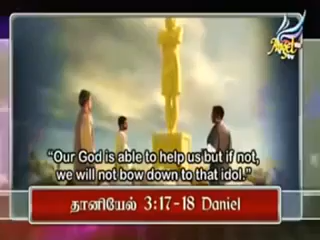 Angel
"Our God is able to help us but if not,
we will not bow down to that idol."
தானியேல் 3:17-18 Daniel